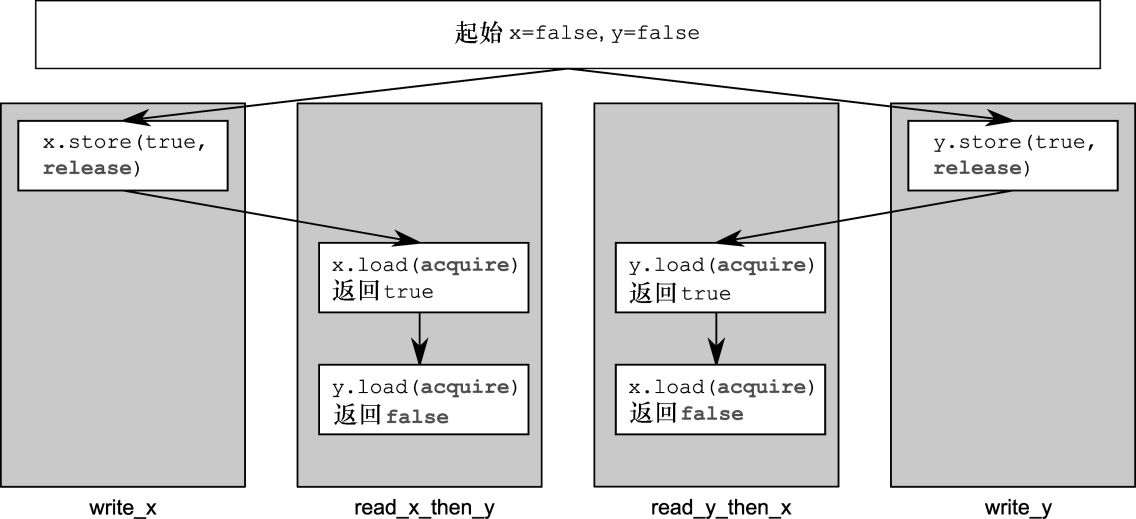 起始 x=false, y=false
x.store(true,
release)
y.store(true,
release)
x.load(acquire)
返回true
y.load(acquire)
返回true
y.load(acquire)
返回false
x.load(acquire)
返回false
write_x
read_x_then_y
read_y_then_x
write_y